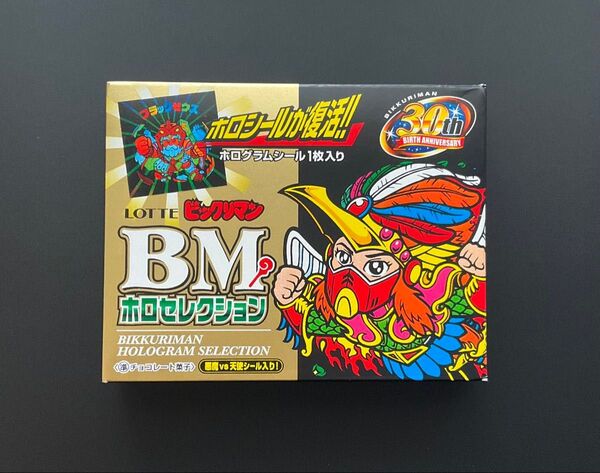 ブラックゼウス
ホロシールが復活!!
ホログラムシール1枚入り
BIKKURIMAN
30th
BIRTH ANNIVERSARY
LOTTE ビックリマン
BM
ホロセレクション
BIKKURIMAN
HOLOGRAM SELECTION
準チョコレート菓子
悪魔vs天使シール入り!